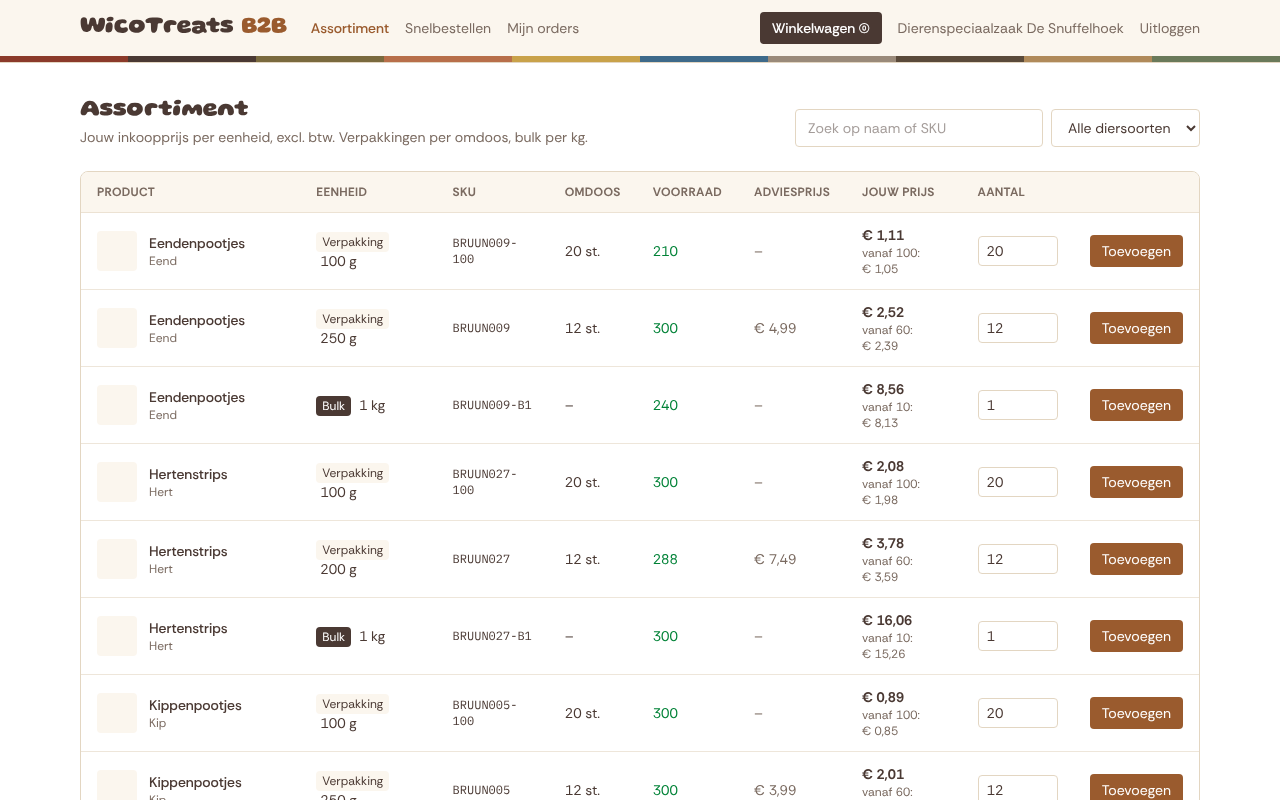 WicoTreats B2B Assortiment Snelbestellen Mijn orders Winkelwagen ⓪ Dierenspeciaalzaak De Snuffelhoek Uitloggen
Assortiment
Jouw inkoopprijs per eenheid, excl. btw. Verpakkingen per omdoos, bulk per kg.
Zoek op naam of SKU Alle diersoorten
PRODUCT EENHEID SKU OMDOOS VOORRAAD ADVIESPRIJS JOUW PRIJS AANTAL
Eendenpootjes
Eend
Verpakking
100 g
BRUUN009-
100
20 st.
210
–
€ 1,11
vanaf 100:
€ 1,05
20
Toevoegen
Eendenpootjes
Eend
Verpakking
250 g
BRUUN009
12 st.
300
€ 4,99
€ 2,52
vanaf 60:
€ 2,39
12
Toevoegen
Eendenpootjes
Eend
Bulk 1 kg
BRUUN009-B1
–
240
–
€ 8,56
vanaf 10:
€ 8,13
1
Toevoegen
Hertenstrips
Hert
Verpakking
100 g
BRUUN027-
100
20 st.
300
–
€ 2,08
vanaf 100:
€ 1,98
20
Toevoegen
Hertenstrips
Hert
Verpakking
200 g
BRUUN027
12 st.
288
€ 7,49
€ 3,78
vanaf 60:
€ 3,59
12
Toevoegen
Hertenstrips
Hert
Bulk 1 kg
BRUUN027-B1
–
300
–
€ 16,06
vanaf 10:
€ 15,26
1
Toevoegen
Kippenpootjes
Kip
Verpakking
100 g
BRUUN005-
100
20 st.
300
–
€ 0,89
vanaf 100:
€ 0,85
20
Toevoegen
Kippenpootjes
Kip
Verpakking
250 g
BRUUN005
12 st.
300
€ 3,99
€ 2,01
vanaf 60:
12
Toevoegen